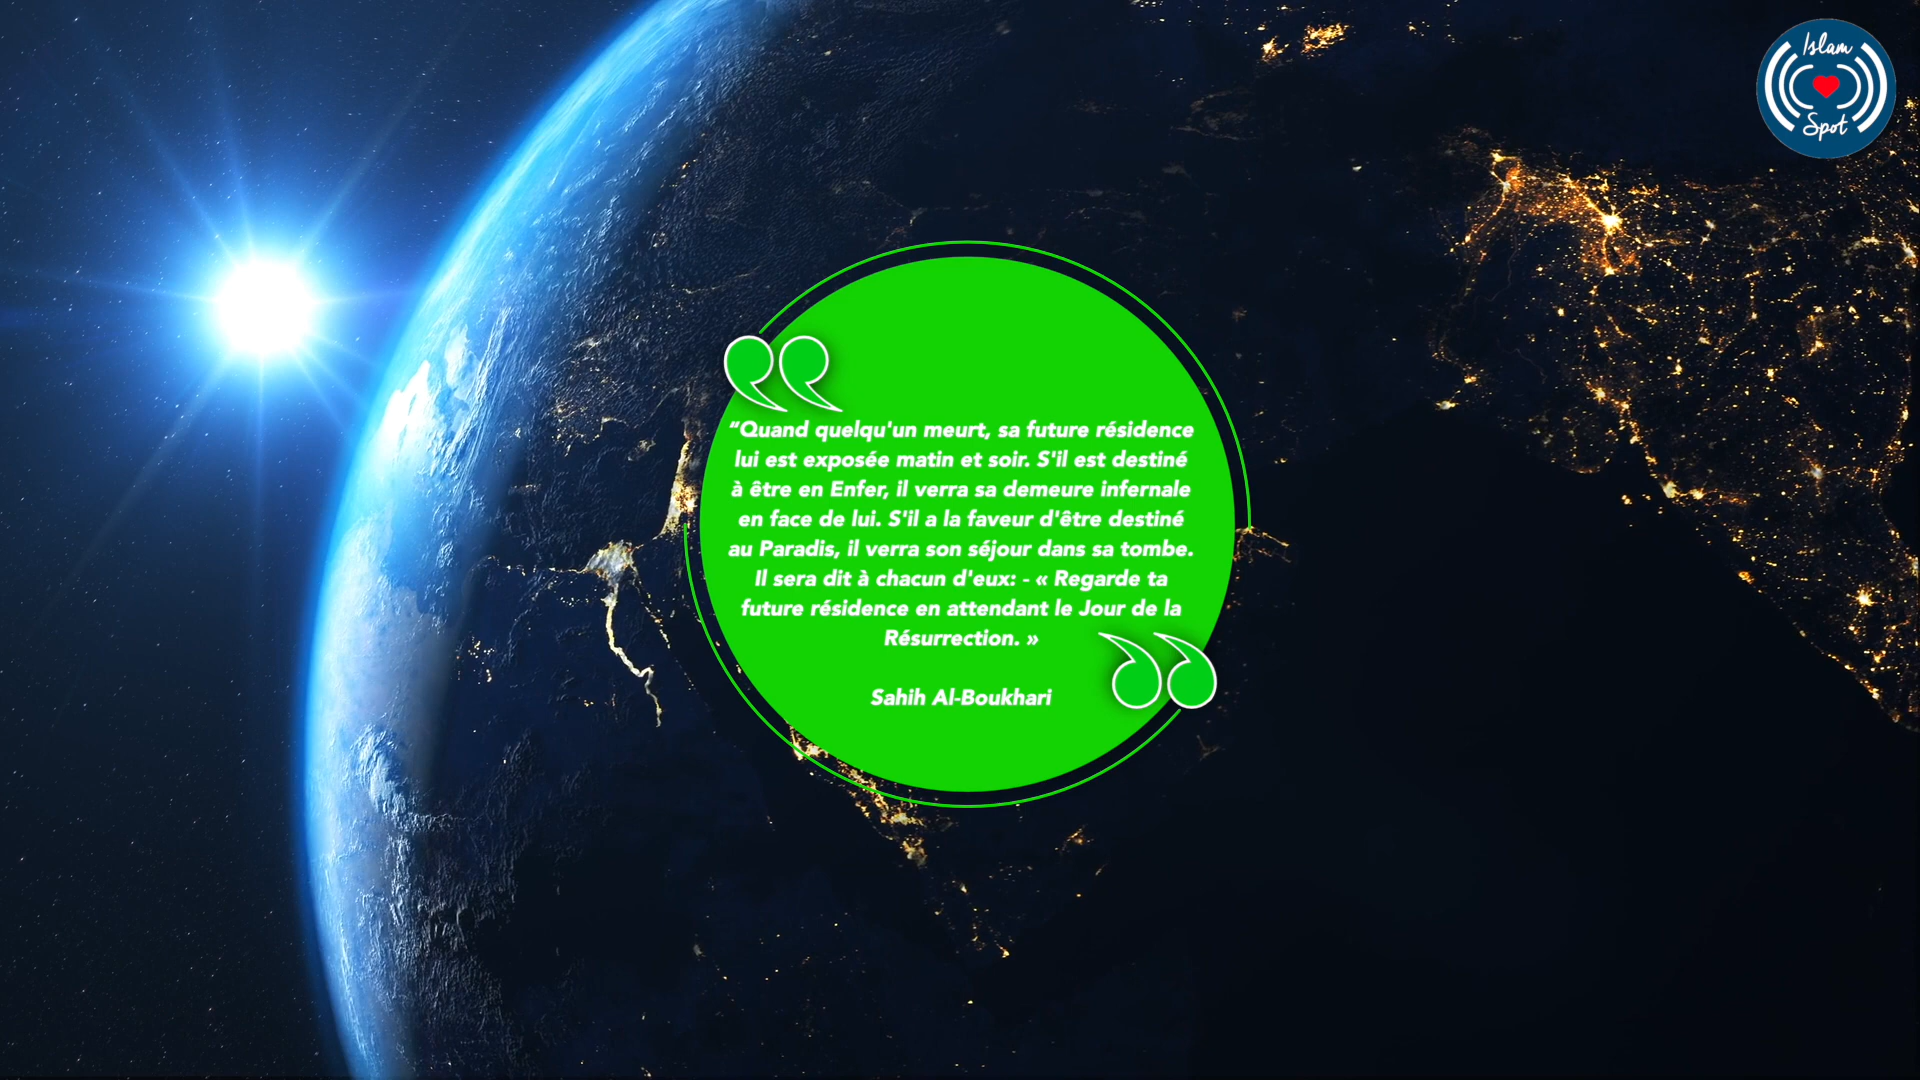 Islam
Spot
“Quand quelqu'un meurt, sa future résidence
lui est exposée matin et soir. S'il est destiné
à être en Enfer, il verra sa demeure infernale
en face de lui. S'il a la faveur d'être destiné
au Paradis, il verra son séjour dans sa tombe.
Il sera dit à chacun d'eux: - « Regarde ta
future résidence en attendant le Jour de la
Résurrection. »
Sahih Al-Boukhari